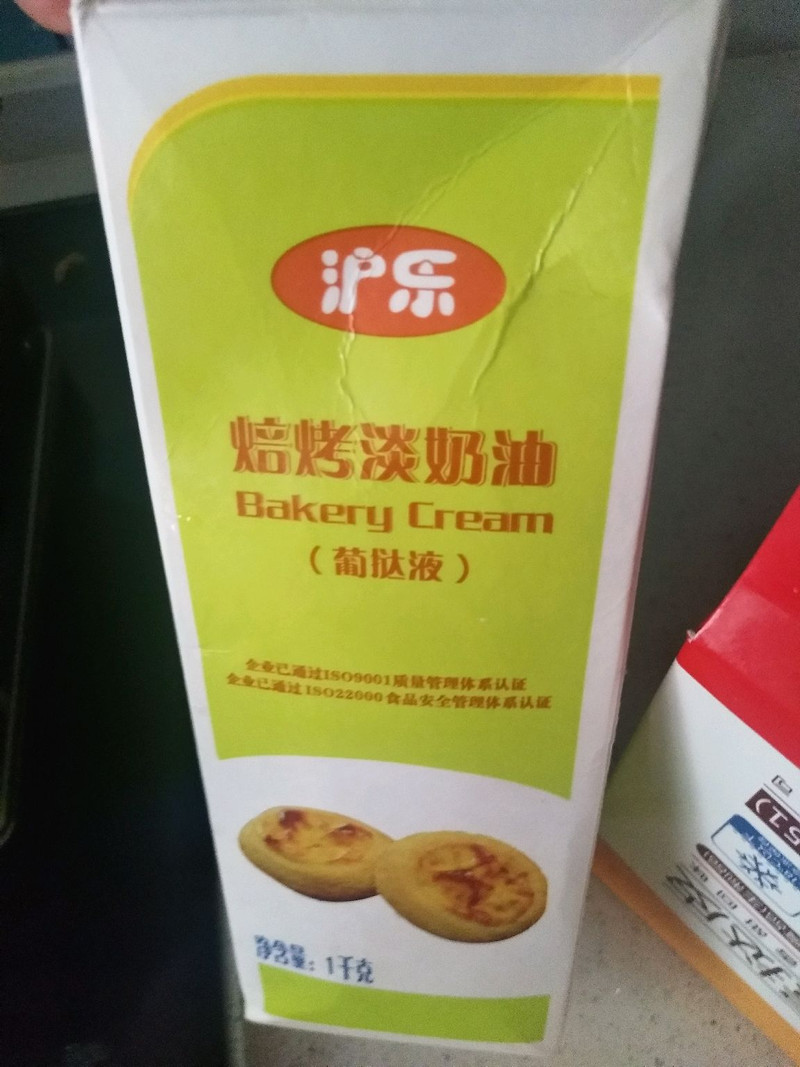 沪乐
焙烤淡奶油
Bakery Cream
（葡挞液）
企业已通过ISO9001质量管理体系认证
企业已通过ISO22000食品安全管理体系认证
净含量：1千克